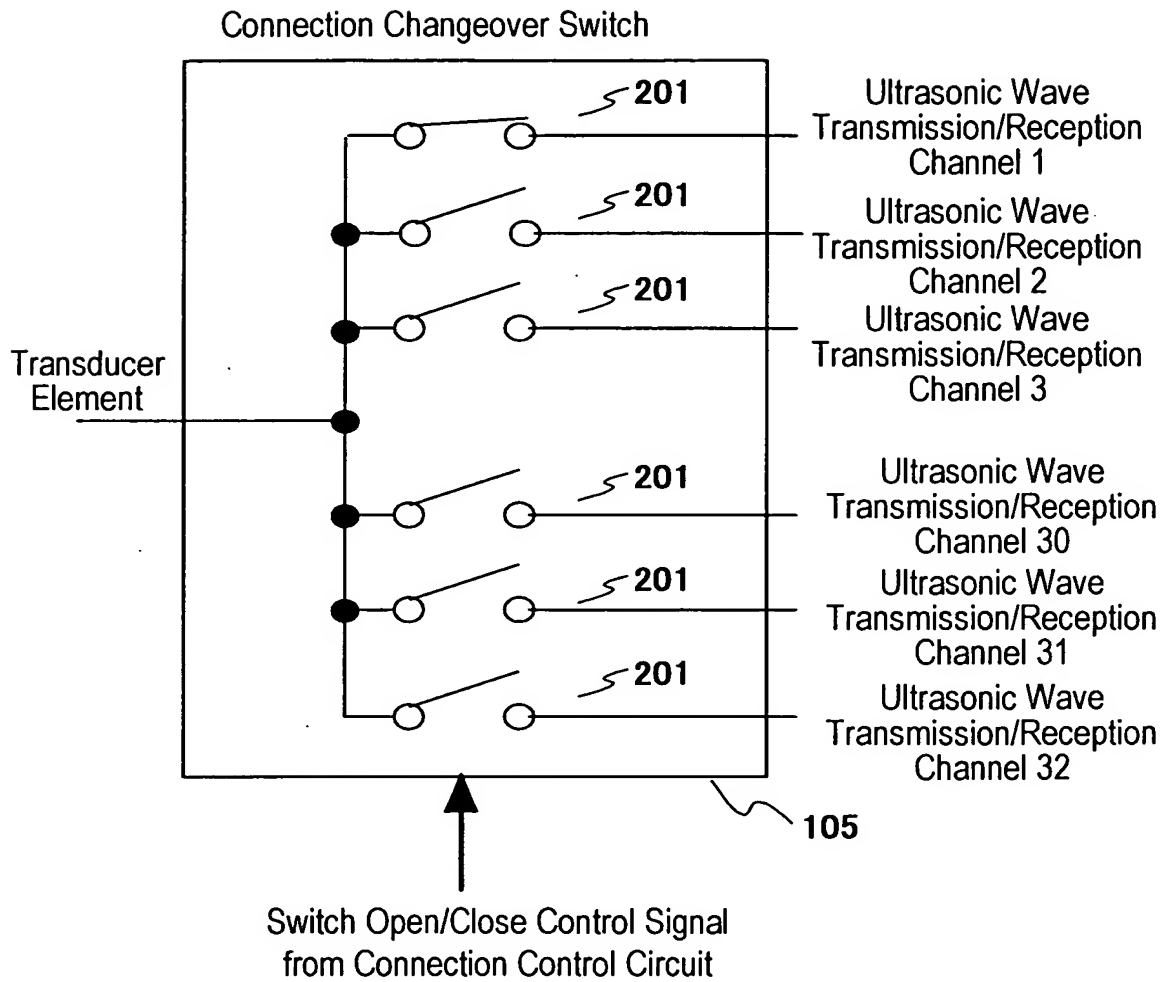 Connection Changeover Switch
201
Ultrasonic Wave
Transmission/Reception
Channel 1
201
Ultrasonic Wave
Transmission/Reception
Channel 2
201
Ultrasonic Wave
Transmission/Reception
Channel 3
Transducer
Element
201
Ultrasonic Wave
Transmission/Reception
Channel 30
201
Ultrasonic Wave
Transmission/Reception
Channel 31
201
Ultrasonic Wave
Transmission/Reception
Channel 32
105
Switch Open/Close Control Signal
from Connection Control Circuit